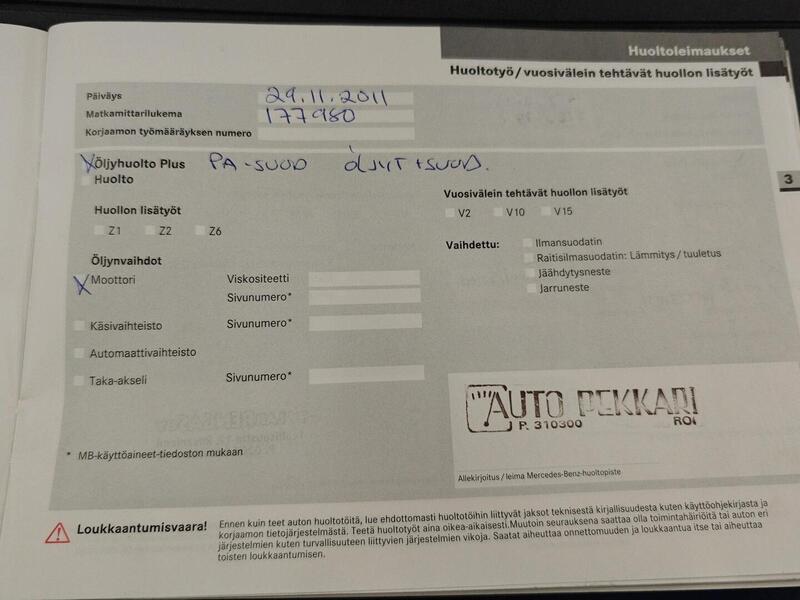 Huoltoleimaukset
Huoltotyö / vuosivälein tehtävät huollon lisätyöt
Päiväys 29.11.2011
Matkamittarilukema 177980
Korjaamon työmääräyksen numero
X Öljyhuolto Plus PA-SUOD ÖLJYT+SUOD.
Huolto
3
Huollon lisätyöt
Z1 Z2 Z6
Vuosivälein tehtävät huollon lisätyöt
V2 V10 V15
Öljynvaihdot
X Moottori Viskositeetti
Sivunumero*
Käsivaihteisto Sivunumero*
Automaattivaihteisto
Taka-akseli Sivunumero*
Vaihdettu: Ilmansuodatin
Raitisilmasuodatin: Lämmitys / tuuletus
Jäähdytysneste
Jarruneste
AUTO PEKKARI
P. 310300 ROI
* MB-käyttöaineet-tiedoston mukaan
Allekirjoitus / leima Mercedes-Benz-huoltopiste
Loukkaantumisvaara!
Ennen kuin teet auton huoltotöitä, lue ehdottomasti huoltotöihin liittyvät jaksot teknisestä kirjallisuudesta kuten käyttöohjekirjasta ja
korjaamon tietojärjestelmästä. Teetä huoltotyöt aina oikea-aikaisesti.Muutoin seurauksena saattaa olla toimintahäiriöitä tai auton eri
järjestelmien kuten turvallisuuteen liittyvien järjestelmien vikoja. Saatat aiheuttaa onnettomuuden ja loukkaantua itse tai aiheuttaa
toisten loukkaantumisen.